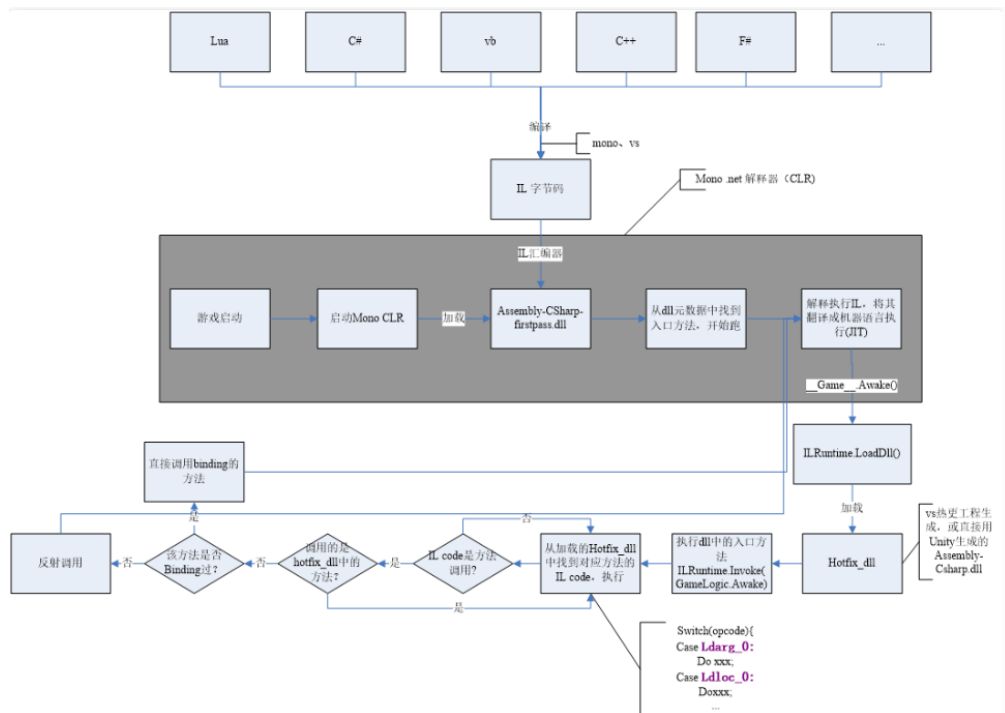 Lua
C#
vb
C++
F#
...
编译
mono、vs
IL 字节码
Mono .net 解释器（CLR)
IL汇编器
游戏启动
启动Mono CLR
加载
Assembly-CSharp-
firstpass.dll
从dll元数据中找到
入口方法，开始跑
解释执行IL，将其
翻译成机器语言执
行(JIT)
__Game__.Awake()
ILRuntime.LoadDll()
加载
直接调用binding的
方法
是
反射调用
否
该方法是否
Binding过？
否
调用的是
hotfix_dll中的
方法？
是
IL code是方法
调用？
否
是
从加载的Hotfix_dll
中找到对应方法的
IL code，执行
执行dll中的入口方
法
ILRuntime.Invoke(
GameLogic.Awake)
Hotfix_dll
vs热更工程生
成，或直接用
Unity生成的
Assembly-
Csharp.dll
Switch(opcode){
Case Ldarg_0:
Do xxx;
Case Ldloc_0:
Doxxx;
...